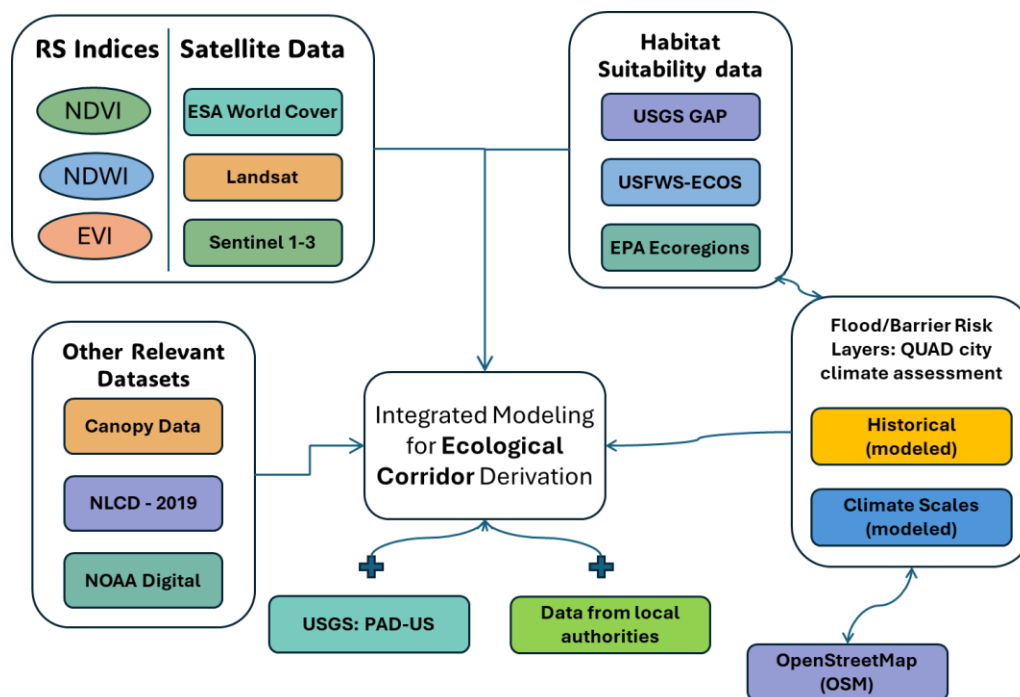 RS Indices
Satellite Data
NDVI
NDWI
EVI
ESA World Cover
Landsat
Sentinel 1-3
Habitat
Suitability data
USGS GAP
USFWS-ECOS
EPA Ecoregions
Other Relevant
Datasets
Canopy Data
NLCD - 2019
NOAA Digital
Integrated Modeling
for Ecological
Corridor Derivation
Flood/Barrier Risk
Layers: QUAD city
climate assessment
Historical
(modeled)
Climate Scales
(modeled)
USGS: PAD-US
Data from local
authorities
OpenStreetMap
(OSM)